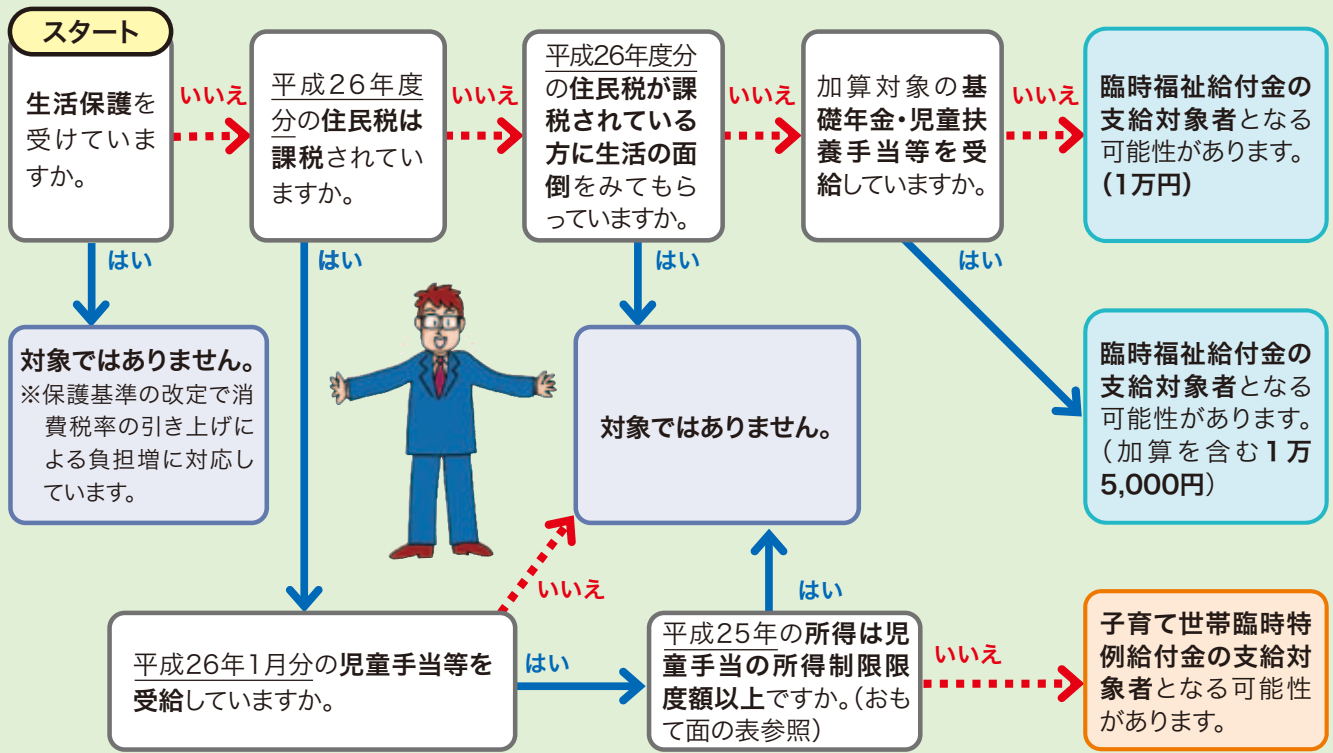 スタート
生活保護を
受けていま
すか。
いいえ
はい
平成26年度
分の住民税は
課税されてい
ますか。
いいえ
はい
平成26年度分
の住民税が課
税されている
方に生活の面
倒をみてもら
っていますか。
いいえ
はい
加算対象の基
礎年金・児童扶
養手当等を受
給していますか。
いいえ
はい
臨時福祉給付金の
支給対象者となる
可能性があります。
(1万円)
対象ではありません。
※保護基準の改定で消
費税率の引き上げに
よる負担増に対応し
ています。
対象ではありません。
臨時福祉給付金の
支給対象者となる
可能性があります。
(加算を含む1万
5,000円)
平成26年1月分の児童手当等を
受給していますか。
いいえ
はい
平成25年の所得は児
童手当の所得制限限
度額以上ですか。(おも
て面の表参照)
はい
いいえ
子育て世帯臨時特
例給付金の支給対
象者となる可能性
があります。